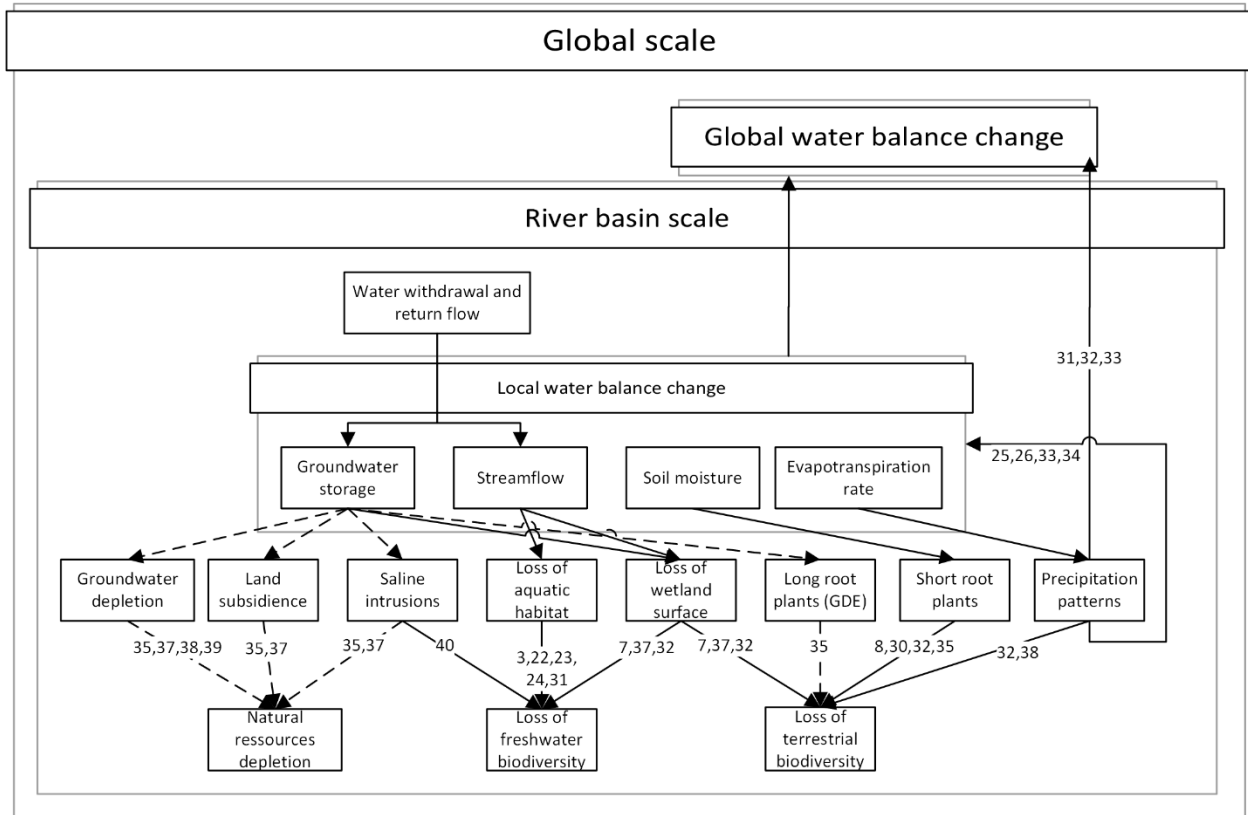 Global scale
Global water balance change
River basin scale
Water withdrawal and
return flow
31,32,33
Local water balance change
25,26,33,34
Groundwater
storage
Streamflow
Soil moisture
Evapotranspiration
rate
Groundwater
depletion
Land
subsidience
Saline
intrusions
Loss of
aquatic habitat
Loss of
wetland surface
Long root
plants (GDE)
Short root
plants
Precipitation
patterns
35,37,38,39
35,37
35,37
40
3,22,23,
24,31
7,37,32
7,37,32
35
8,30,32,35
32,38
Natural
ressources
depletion
Loss of
freshwater
biodiversity
Loss of
terrestrial
biodiversity